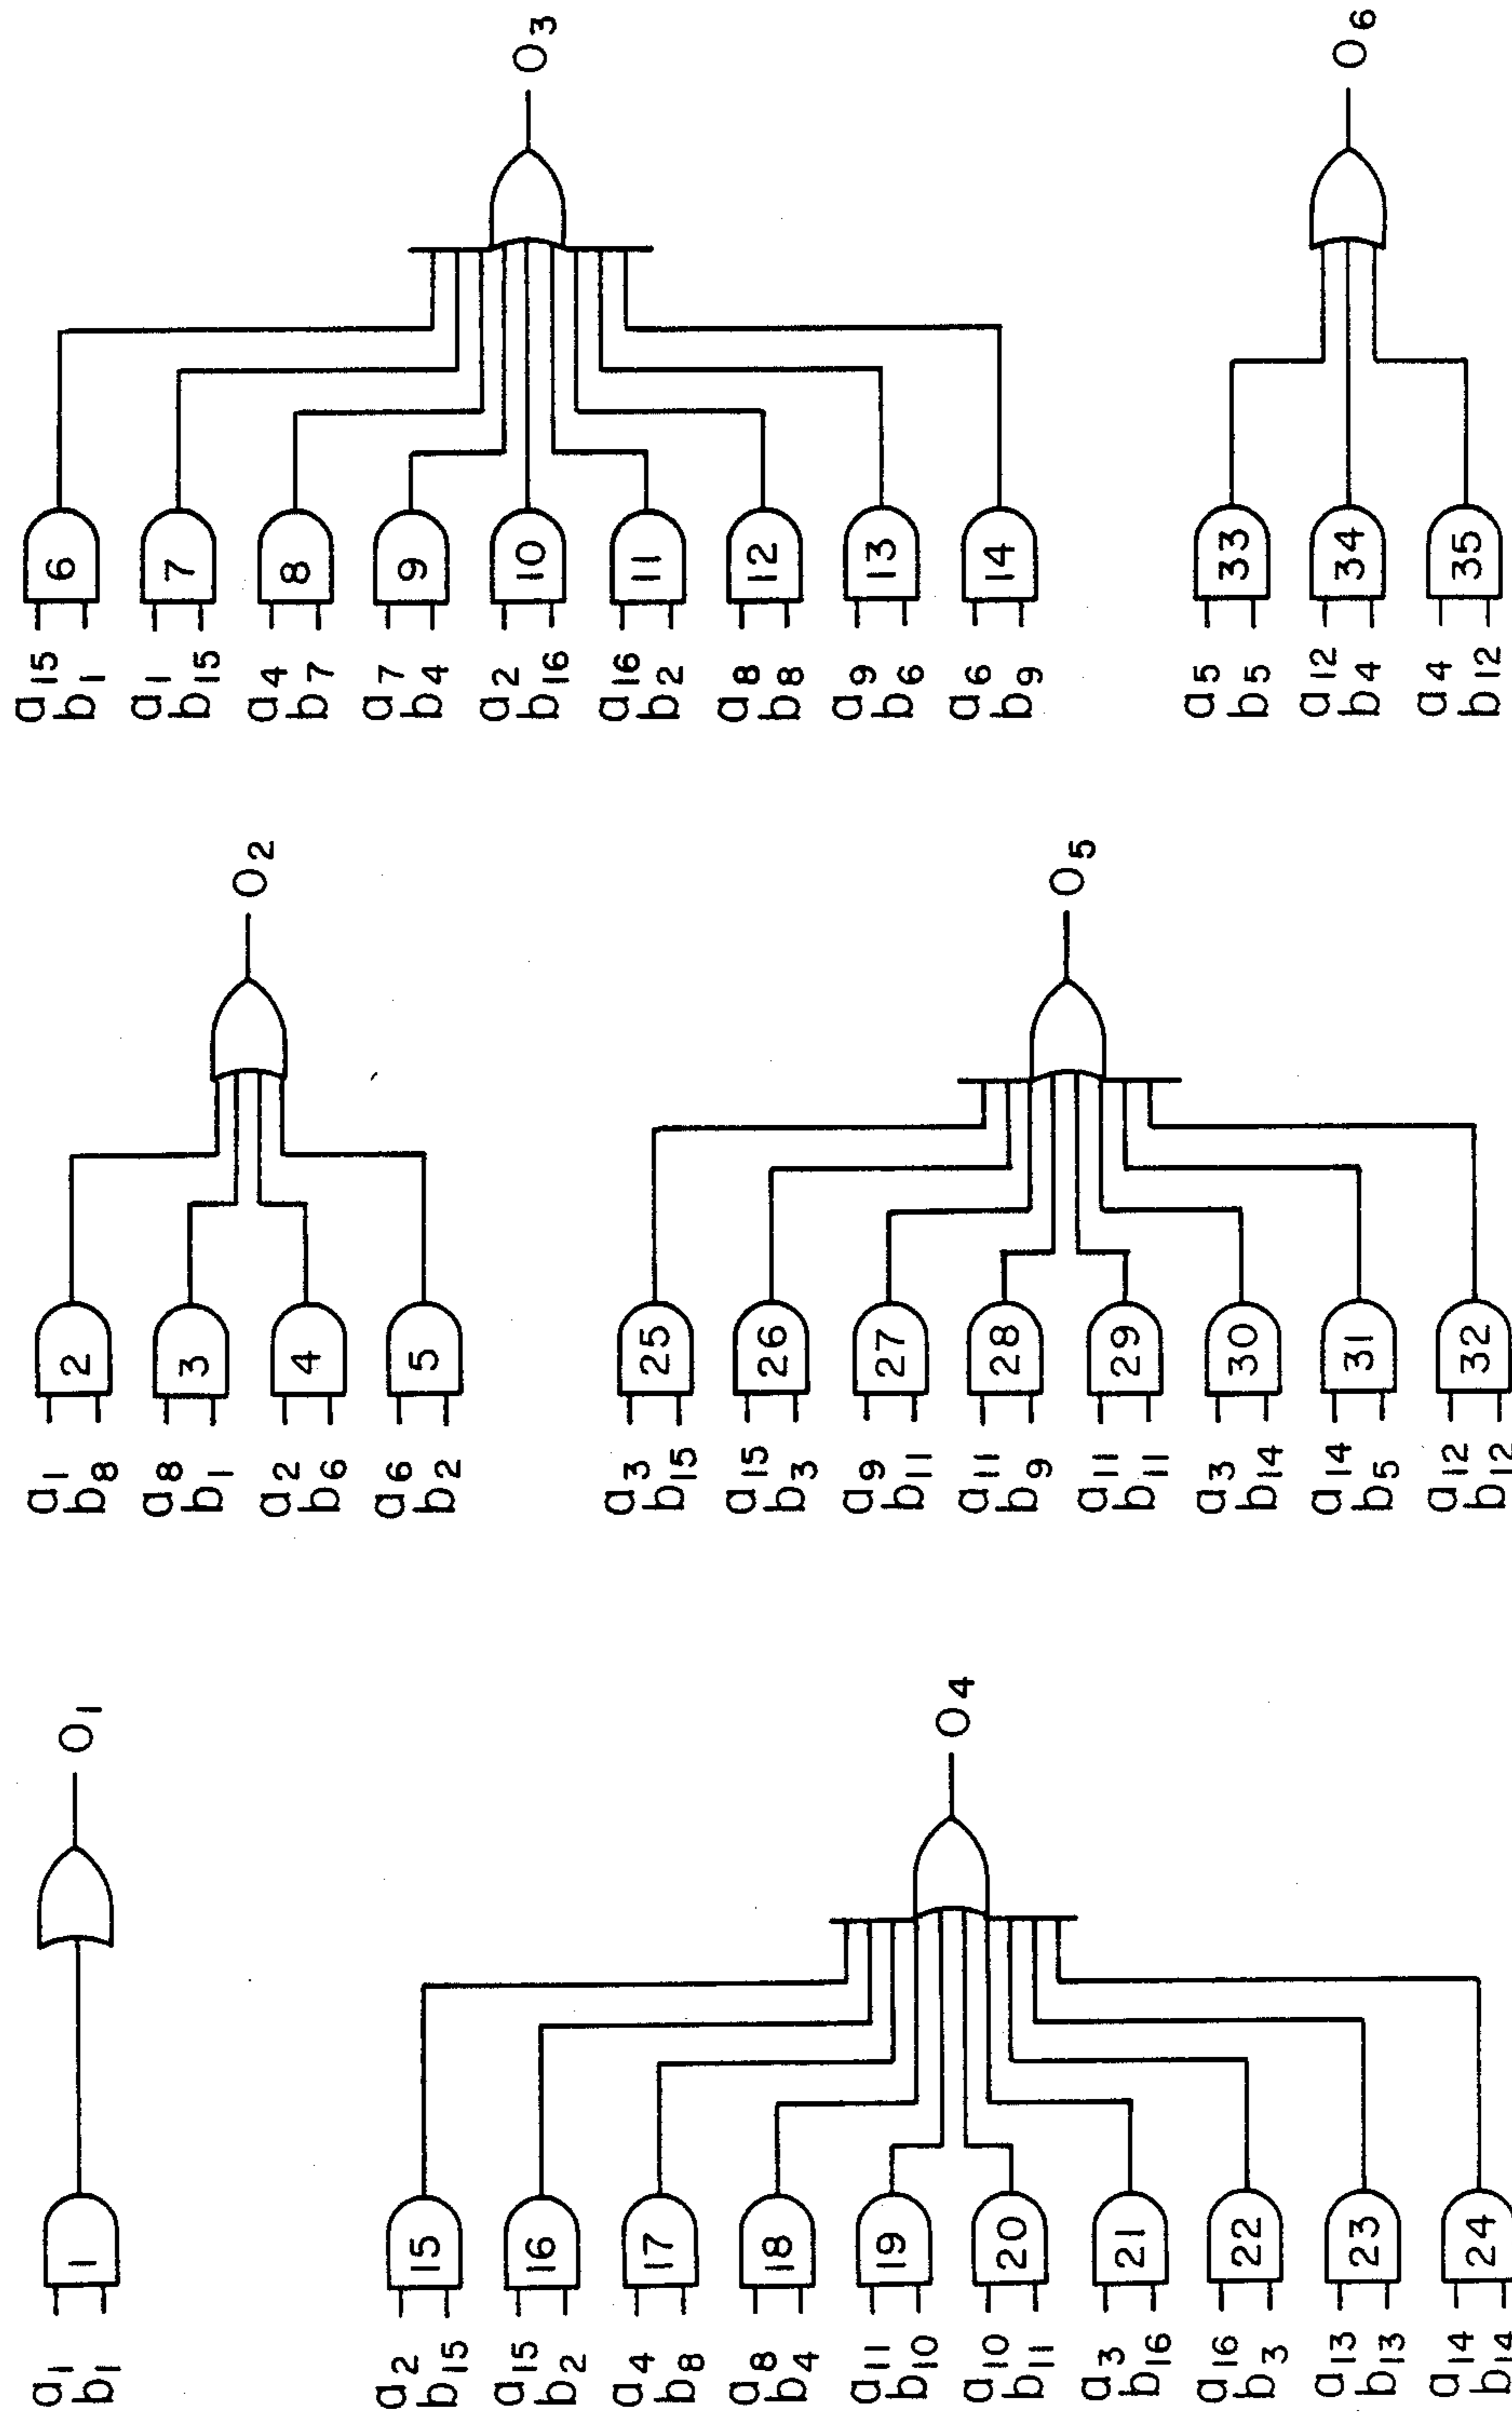 a₁ b₁ 1 O₁
a₁ b₈ 2
a₈ b₁ 3
a₂ b₆ 4
a₆ b₂ 5
O₂
a₁₅ b₁ 6
a₁ b₁₅ 7
a₄ b₇ 8
a₇ b₄ 9
a₂ b₁₆ 10
a₁₆ b₂ 11
a₈ b₈ 12
a₉ b₆ 13
a₆ b₉ 14
O₃
a₂ b₁₅ 15
a₁₅ b₂ 16
a₄ b₈ 17
a₈ b₄ 18
a₁₁ b₁₀ 19
a₁₀ b₁₁ 20
a₃ b₁₆ 21
a₁₆ b₃ 22
a₁₃ b₁₃ 23
a₁₄ b₁₄ 24
O₄
a₃ b₁₅ 25
a₁₅ b₃ 26
a₉ b₁₁ 27
a₁₁ b₉ 28
a₁₁ b₁₁ 29
a₃ b₁₄ 30
a₁₄ b₅ 31
a₁₂ b₁₂ 32
O₅
a₅ b₅ 33
a₁₂ b₄ 34
a₄ b₁₂ 35
O₆